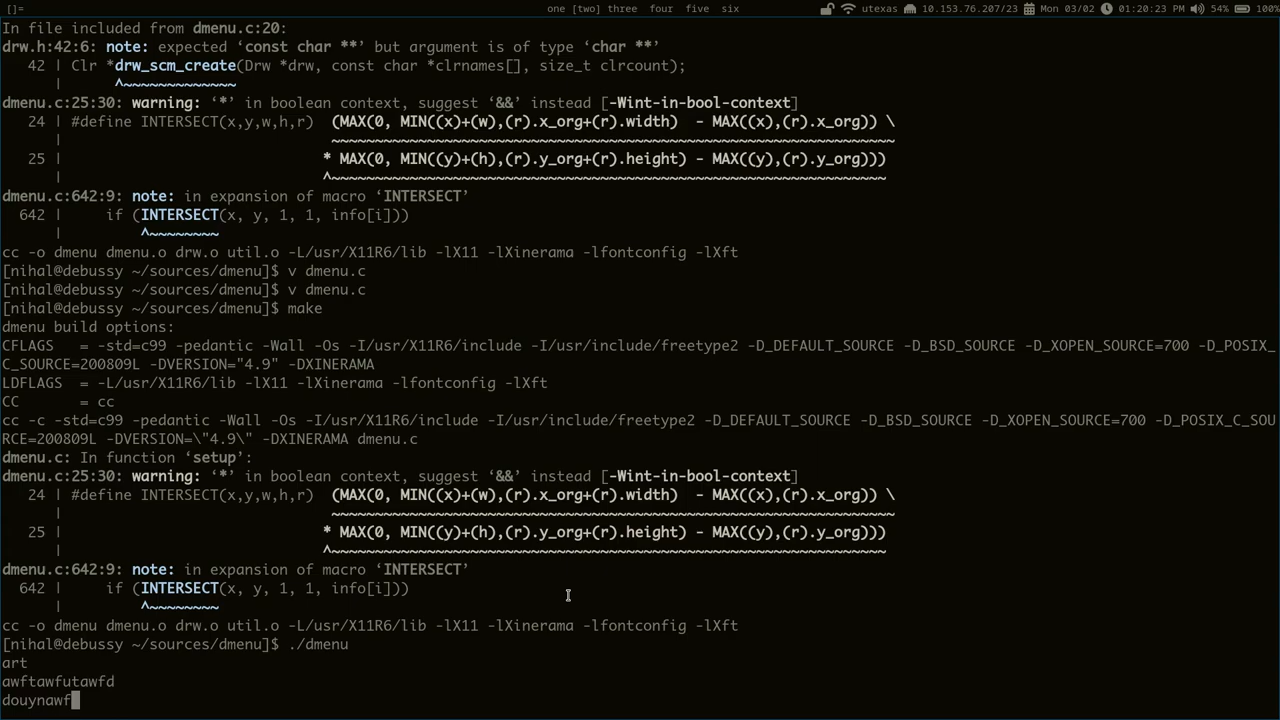 []= one [two] three four five six utexas 10.153.76.207/23 Mon 03/02 01:20:23 PM 54% 100%
In file included from dmenu.c:20:
drw.h:42:6: note: expected ‘const char **’ but argument is of type ‘char **’
   42 | Clr *drw_scm_create(Drw *drw, const char *clrnames[], size_t clrcount);
      |      ^~~~~~~~~~~~~~
dmenu.c:25:30: warning: ‘*’ in boolean context, suggest ‘&&’ instead [-Wint-in-bool-context]
   24 | #define INTERSECT(x,y,w,h,r)  (MAX(0, MIN((x)+(w),(r).x_org+(r).width)  - MAX((x),(r).x_org)) \
      |                               ~~~~~~~~~~~~~~~~~~~~~~~~~~~~~~~~~~~~~~~~~~~~~~~~~~~~~~~~~~~~~~~~~
   25 |                              * MAX(0, MIN((y)+(h),(r).y_org+(r).height) - MAX((y),(r).y_org)))
      |                              ^~~~~~~~~~~~~~~~~~~~~~~~~~~~~~~~~~~~~~~~~~~~~~~~~~~~~~~~~~~~~~~~~
dmenu.c:642:9: note: in expansion of macro ‘INTERSECT’
  642 |     if (INTERSECT(x, y, 1, 1, info[i]))
      |         ^~~~~~~~~
cc -o dmenu dmenu.o drw.o util.o -L/usr/X11R6/lib -lX11 -lXinerama -lfontconfig -lXft
[nihal@debussy ~/sources/dmenu]$ v dmenu.c
[nihal@debussy ~/sources/dmenu]$ v dmenu.c
[nihal@debussy ~/sources/dmenu]$ make
dmenu build options:
CFLAGS   = -std=c99 -pedantic -Wall -Os -I/usr/X11R6/include -I/usr/include/freetype2 -D_DEFAULT_SOURCE -D_BSD_SOURCE -D_XOPEN_SOURCE=700 -D_POSIX_
C_SOURCE=200809L -DVERSION="4.9" -DXINERAMA
LDFLAGS  = -L/usr/X11R6/lib -lX11 -lXinerama -lfontconfig -lXft
CC       = cc
cc -c -std=c99 -pedantic -Wall -Os -I/usr/X11R6/include -I/usr/include/freetype2 -D_DEFAULT_SOURCE -D_BSD_SOURCE -D_XOPEN_SOURCE=700 -D_POSIX_C_SOU
RCE=200809L -DVERSION=\"4.9\" -DXINERAMA dmenu.c
dmenu.c: In function ‘setup’:
dmenu.c:25:30: warning: ‘*’ in boolean context, suggest ‘&&’ instead [-Wint-in-bool-context]
   24 | #define INTERSECT(x,y,w,h,r)  (MAX(0, MIN((x)+(w),(r).x_org+(r).width)  - MAX((x),(r).x_org)) \
      |                               ~~~~~~~~~~~~~~~~~~~~~~~~~~~~~~~~~~~~~~~~~~~~~~~~~~~~~~~~~~~~~~~~~
   25 |                              * MAX(0, MIN((y)+(h),(r).y_org+(r).height) - MAX((y),(r).y_org)))
      |                              ^~~~~~~~~~~~~~~~~~~~~~~~~~~~~~~~~~~~~~~~~~~~~~~~~~~~~~~~~~~~~~~~~
dmenu.c:642:9: note: in expansion of macro ‘INTERSECT’
  642 |     if (INTERSECT(x, y, 1, 1, info[i]))
      |         ^~~~~~~~~
cc -o dmenu dmenu.o drw.o util.o -L/usr/X11R6/lib -lX11 -lXinerama -lfontconfig -lXft
[nihal@debussy ~/sources/dmenu]$ ./dmenu
art
awftawfutawfd
douynawf